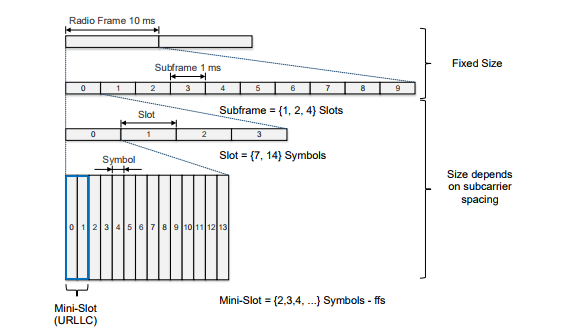 Radio Frame 10 ms
Fixed Size
Subframe 1 ms
0 1 2 3 4 5 6 7 8 9
Subframe = {1, 2, 4} Slots
Slot
0 1 2 3
Slot = {7, 14} Symbols
Symbol
Size depends
on subcarrier
spacing
0 1 2 3 4 5 6 7 8 9 10 11 12 13
Mini-Slot = {2,3,4, ...} Symbols - ffs
Mini-Slot
(URLLC)